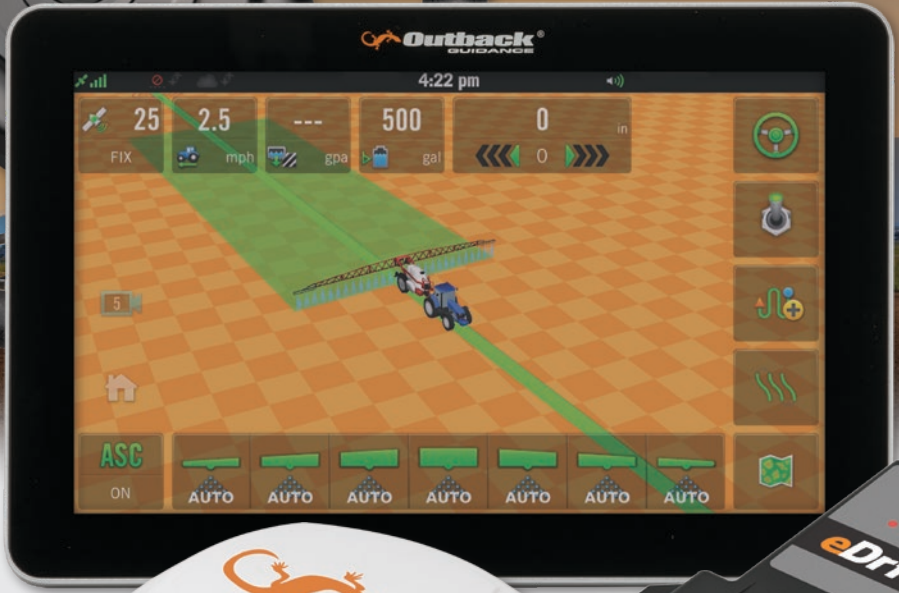 Outback®
GUIDANCE
4:22 pm
25 2.5 --- 500 0 in
FIX mph gpa gal 0
5
ASC
ON AUTO AUTO AUTO AUTO AUTO AUTO AUTO
eDri